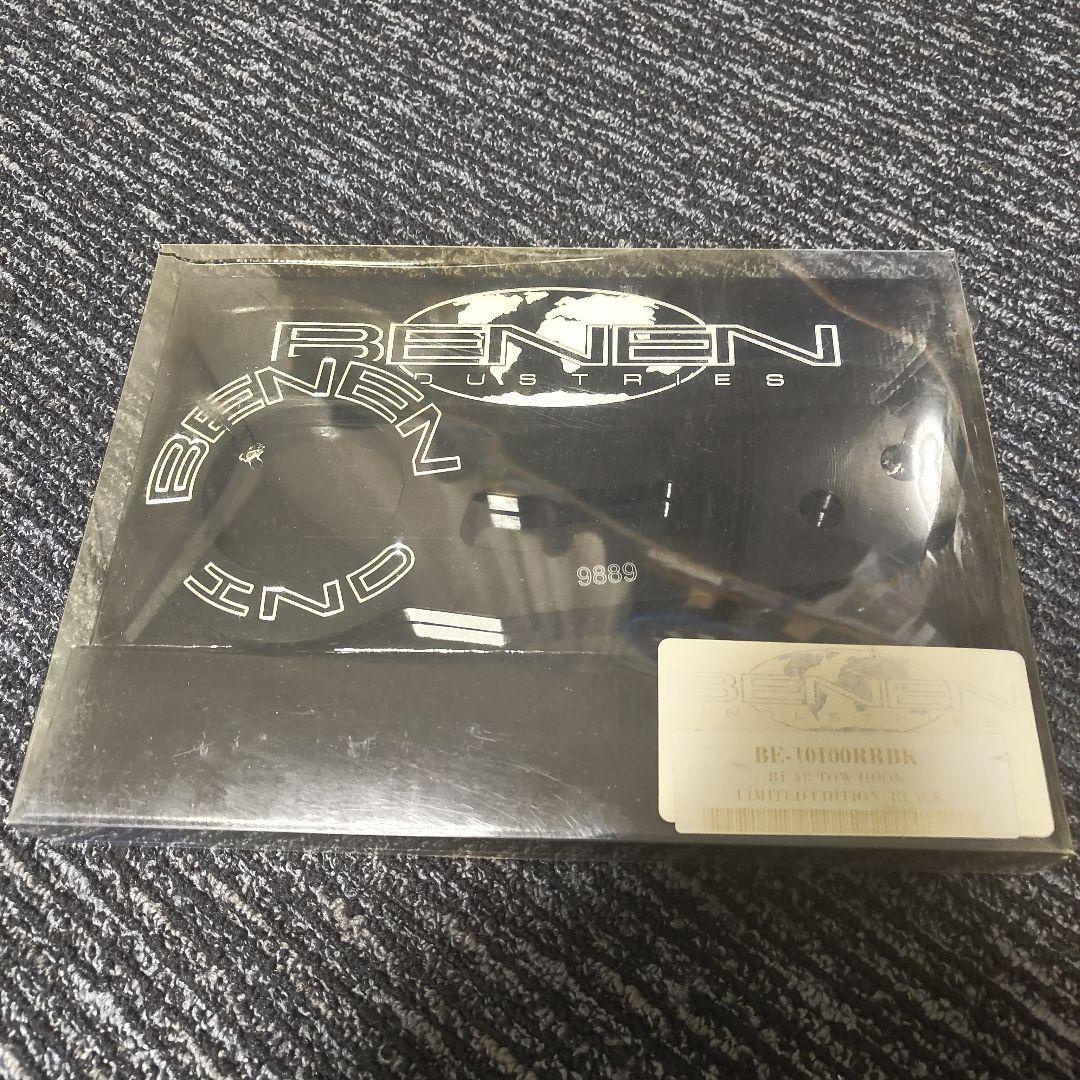 BENEN
INDUSTRIES
BENEN
IND
9889
BENEN
INDUSTRIES
BE-10100RRBK
REAR TOW HOOK
LIMITED EDITION BLACK